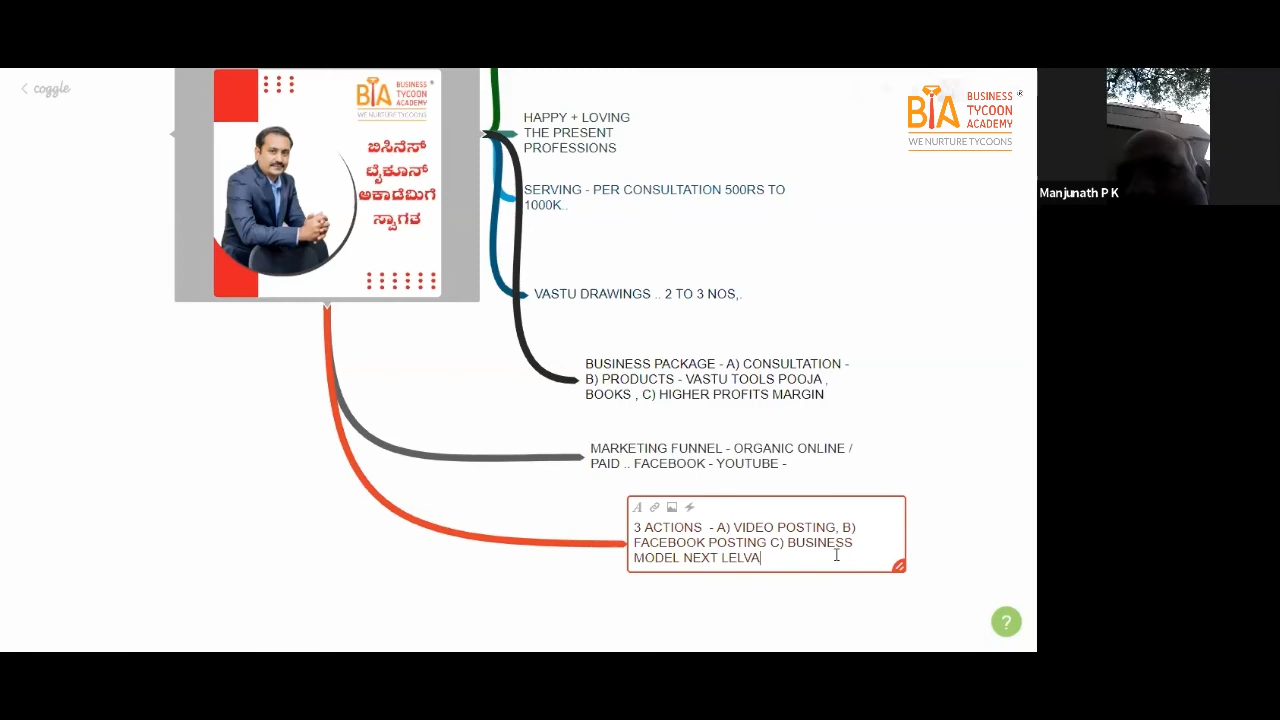 coggle
BTA
BUSINESS
TYCOON
ACADEMY
®
WE NURTURE TYCOONS
ಬಿಸಿನೆಸ್
ಟೈಕೂನ್
ಅಕಾಡೆಮಿಗೆ
ಸ್ವಾಗತ
HAPPY + LOVING
THE PRESENT
PROFESSIONS
SERVING - PER CONSULTATION 500RS TO
1000K..
VASTU DRAWINGS .. 2 TO 3 NOS,.
BUSINESS PACKAGE - A) CONSULTATION -
B) PRODUCTS - VASTU TOOLS POOJA ,
BOOKS , C) HIGHER PROFITS MARGIN
MARKETING FUNNEL - ORGANIC ONLINE /
PAID .. FACEBOOK - YOUTUBE -
3 ACTIONS - A) VIDEO POSTING, B)
FACEBOOK POSTING C) BUSINESS
MODEL NEXT LELVA
BTA
BUSINESS
TYCOON
ACADEMY
®
WE NURTURE TYCOONS
Manjunath P K
?